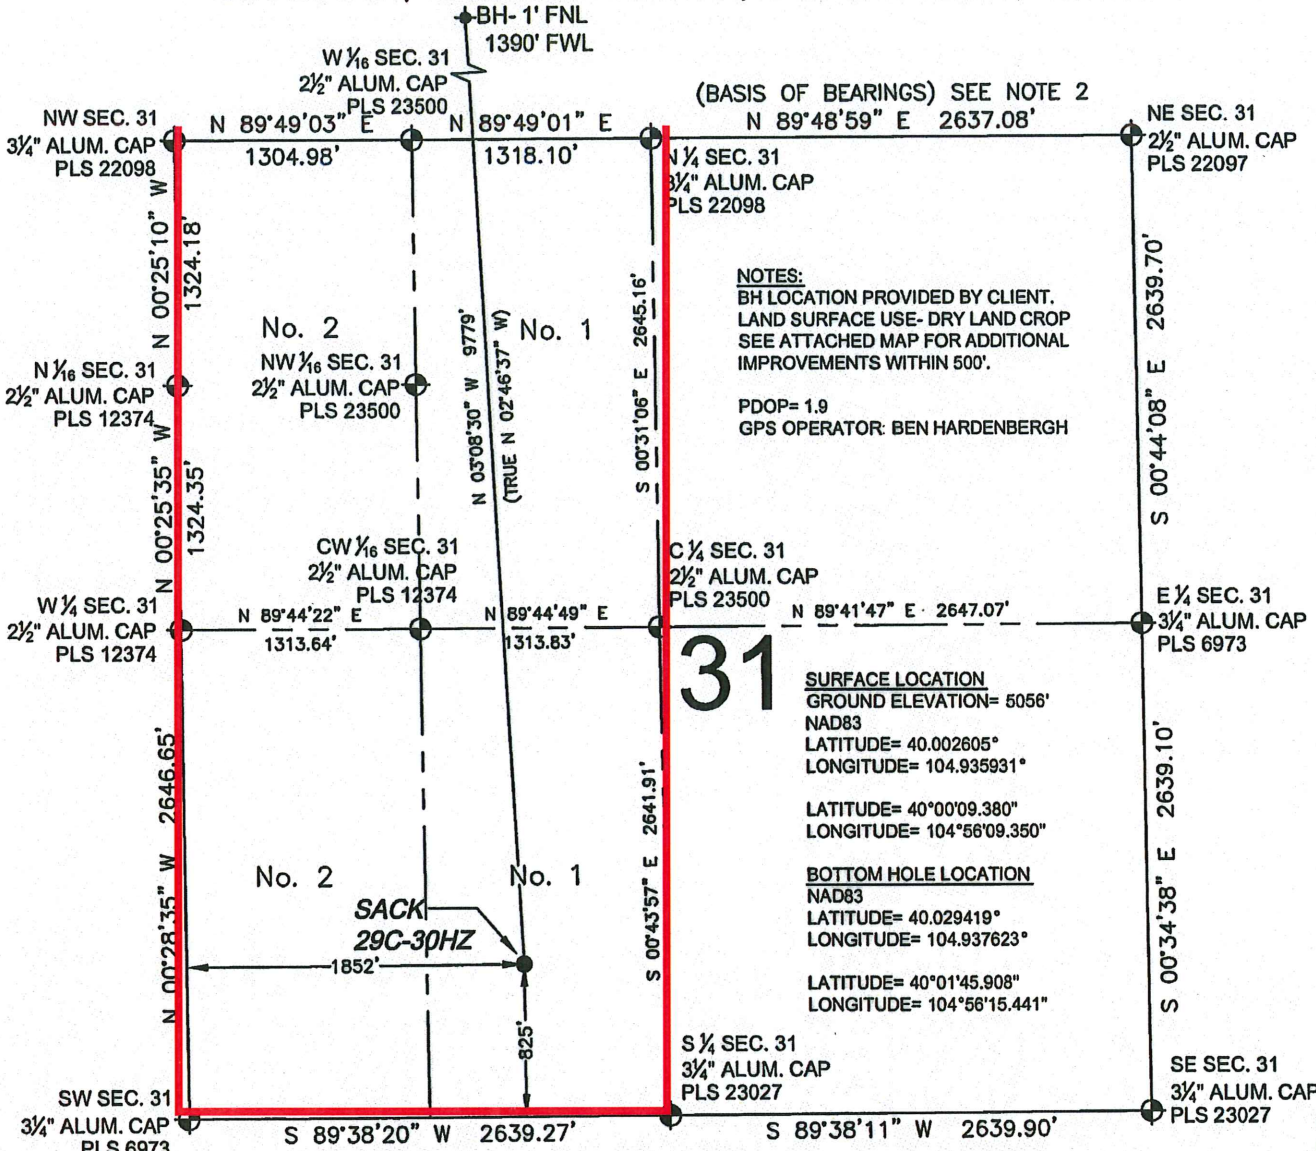 BH- 1' FNL
1390' FWL
W 1/16 SEC. 31
2½" ALUM. CAP
PLS 23500
(BASIS OF BEARINGS) SEE NOTE 2
NW SEC. 31
3¼" ALUM. CAP
PLS 22098
N 89°49'03" E
1304.98'
N 89°49'01" E
1318.10'
N 89°48'59" E 2637.08'
NE SEC. 31
2½" ALUM. CAP
PLS 22097
N ¼ SEC. 31
3¼" ALUM. CAP
PLS 22098
N 00°25'10" W
1324.18'
No. 2
No. 1
N 03°08'30" W 9779'
(TRUE N 02°46'37" W)
S 00°31'06" E 2645.16'
NOTES:
BH LOCATION PROVIDED BY CLIENT.
LAND SURFACE USE- DRY LAND CROP
SEE ATTACHED MAP FOR ADDITIONAL
IMPROVEMENTS WITHIN 500'.
PDOP= 1.9
GPS OPERATOR: BEN HARDENBERGH
S 00°44'08" E 2639.70'
N 1/16 SEC. 31
2½" ALUM. CAP
PLS 12374
NW 1/16 SEC. 31
2½" ALUM. CAP
PLS 23500
N 00°25'35" W
1324.35'
CW 1/16 SEC. 31
2½" ALUM. CAP
PLS 12374
C ¼ SEC. 31
2½" ALUM. CAP
PLS 23500
W ¼ SEC. 31
2½" ALUM. CAP
PLS 12374
N 89°44'22" E
1313.64'
N 89°44'49" E
1313.83'
N 89°41'47" E 2647.07'
E ¼ SEC. 31
3¼" ALUM. CAP
PLS 6973
31
SURFACE LOCATION
GROUND ELEVATION= 5056'
NAD83
LATITUDE= 40.002605°
LONGITUDE= 104.935931°
LATITUDE= 40°00'09.380"
LONGITUDE= 104°56'09.350"
BOTTOM HOLE LOCATION
NAD83
LATITUDE= 40.029419°
LONGITUDE= 104.937623°
LATITUDE= 40°01'45.908"
LONGITUDE= 104°56'15.441"
N 00°28'35" W 2646.65'
No. 2
No. 1
SACK
29C-30HZ
1852'
825'
S 00°43'57" E 2641.91'
S 00°34'38" E 2639.10'
S ¼ SEC. 31
3¼" ALUM. CAP
PLS 23027
SE SEC. 31
3¼" ALUM. CAP
PLS 23027
SW SEC. 31
3¼" ALUM. CAP
PLS 6973
S 89°38'20" W 2639.27'
S 89°38'11" W 2639.90'